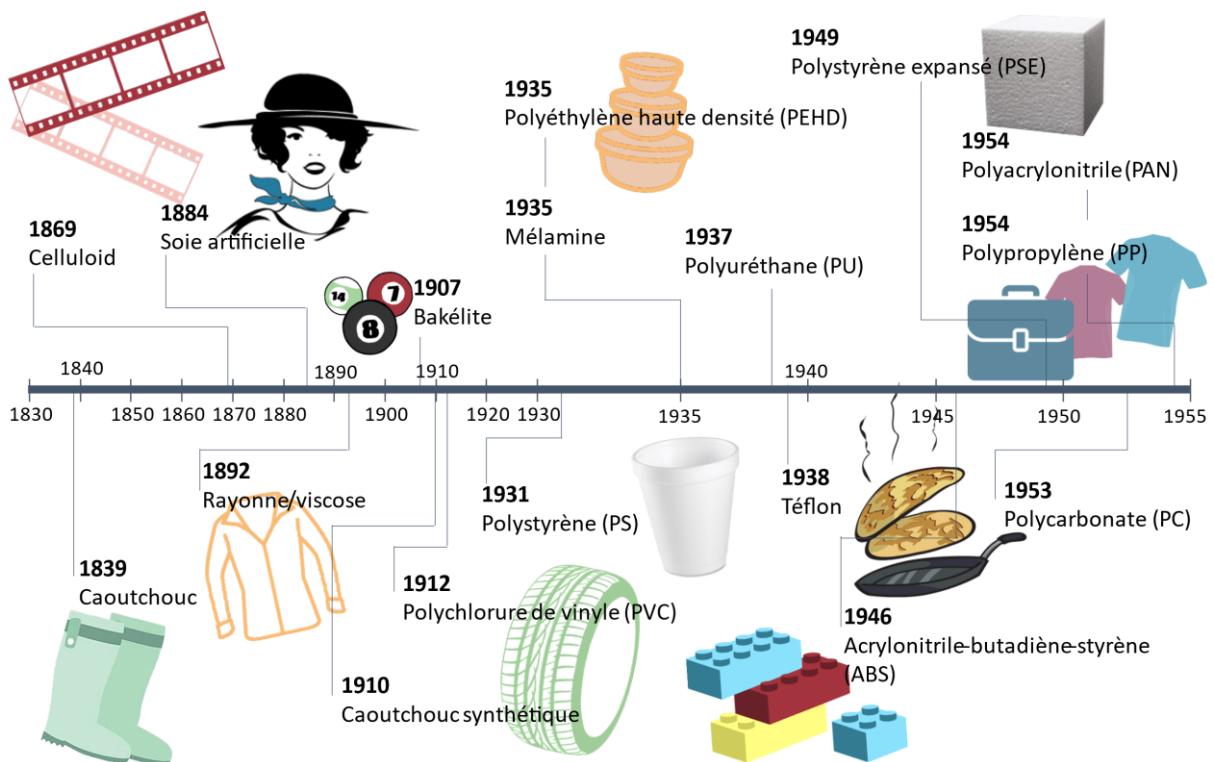 1949
Polystyrène expansé (PSE)
1935
Polyéthylène haute densité (PEHD)
1954
Polyacrylonitrile (PAN)
1884
Soie artificielle
1869
Celluloid
1935
Mélamine
1937
Polyuréthane (PU)
1954
Polypropylène (PP)
1907
Bakélite
14
7
8
1840
1890
1910
1940
1830
1850
1860
1870
1880
1900
1920
1930
1935
1945
1950
1955
1892
Rayonne/viscose
1931
Polystyrène (PS)
1938
Téflon
1953
Polycarbonate (PC)
1839
Caoutchouc
1912
Polychlorure de vinyle (PVC)
1946
Acrylonitrile-butadiène-styrène
(ABS)
1910
Caoutchouc synthétique